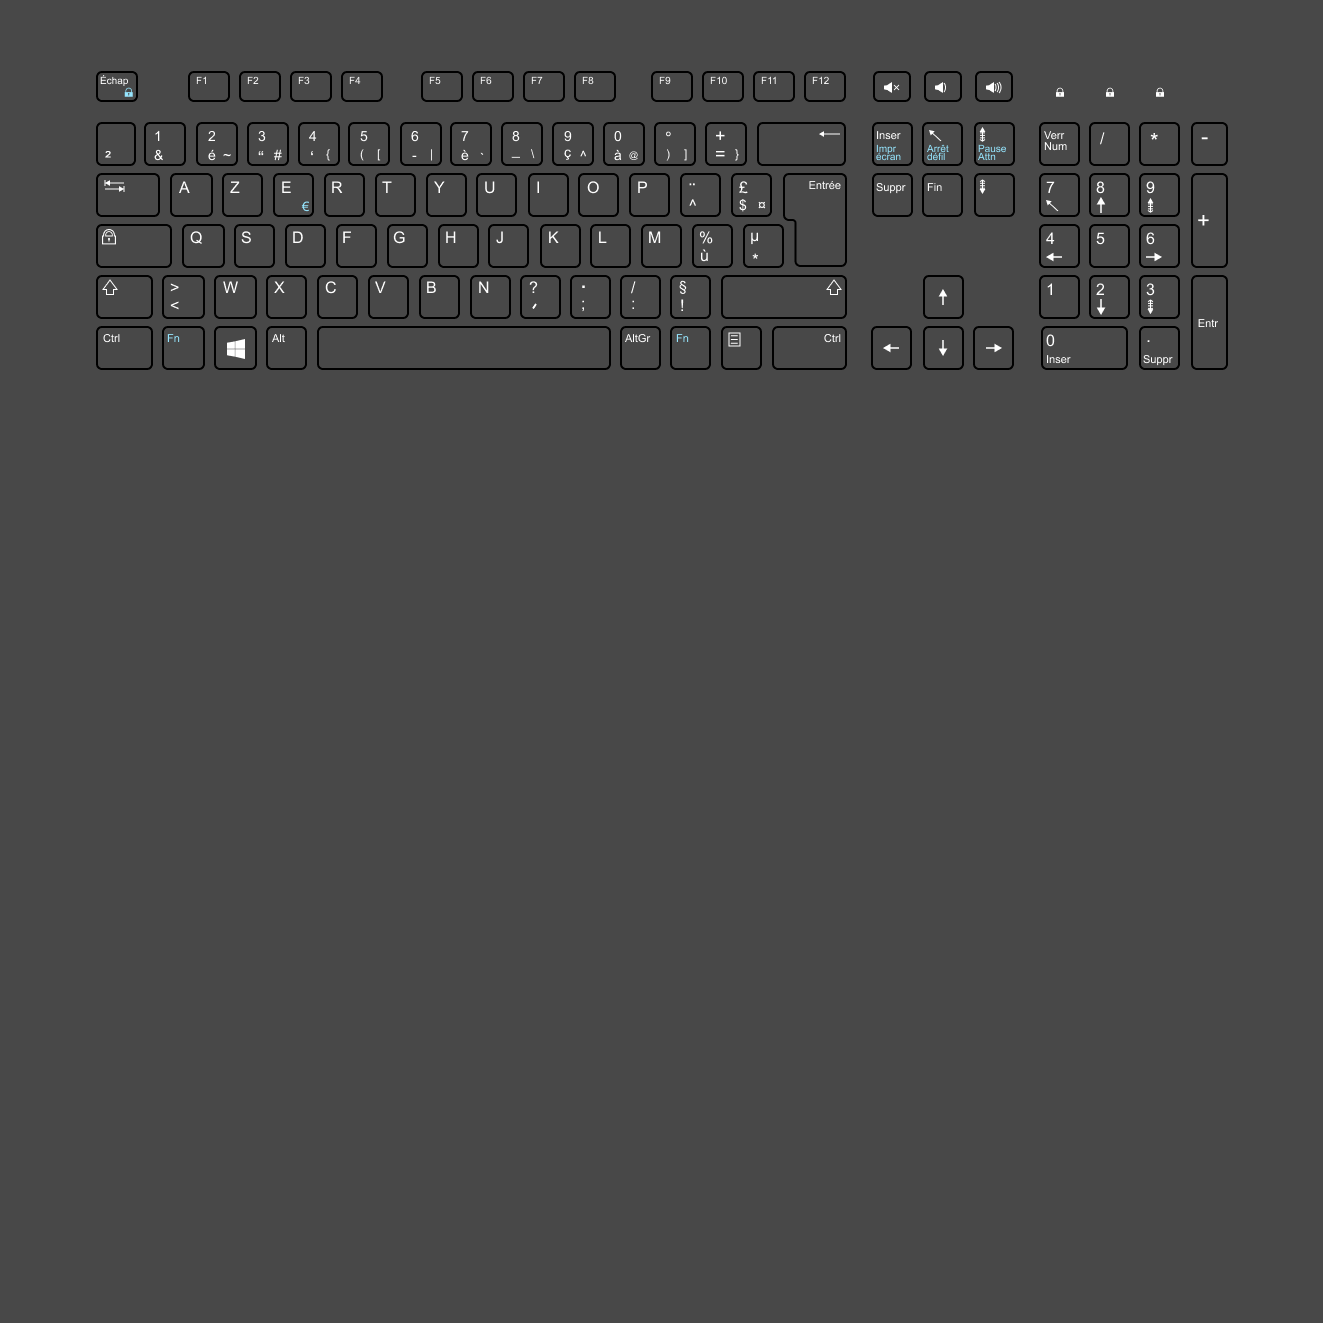 Échap F1 F2 F3 F4 F5 F6 F7 F8 F9 F10 F11 F12
1 2 3 4 5 6 7 8 9 0 ° + Inser Verr / * -
² & é ~ “ # ‘ { ( [ - | è ` _ \ ç ^ à @ ) ] = } Impr Arrêt Pause Num
écran défil Attn
A Z E R T Y U I O P ¨ £ Entrée Suppr Fin 7 8 9
€ ^ $ ¤ +
Q S D F G H J K L M % µ 4 5 6
ù *
> W X C V B N ? . / § 1 2 3
< , ; : !
Entr
Ctrl Fn Alt AltGr Fn Ctrl 0 .
Inser Suppr